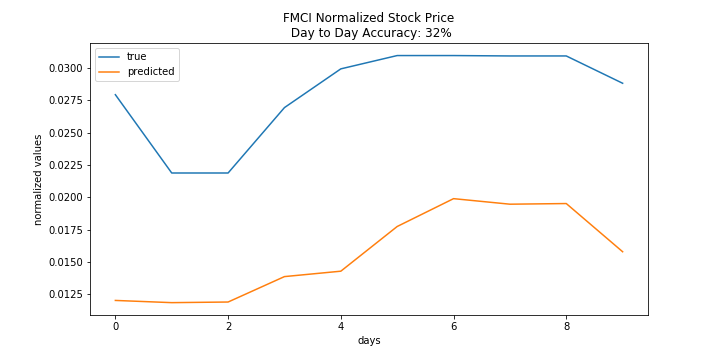 FMCI Normalized Stock Price
Day to Day Accuracy: 32%
true
predicted
normalized values
0.0300
0.0275
0.0250
0.0225
0.0200
0.0175
0.0150
0.0125
0 2 4 6 8
days